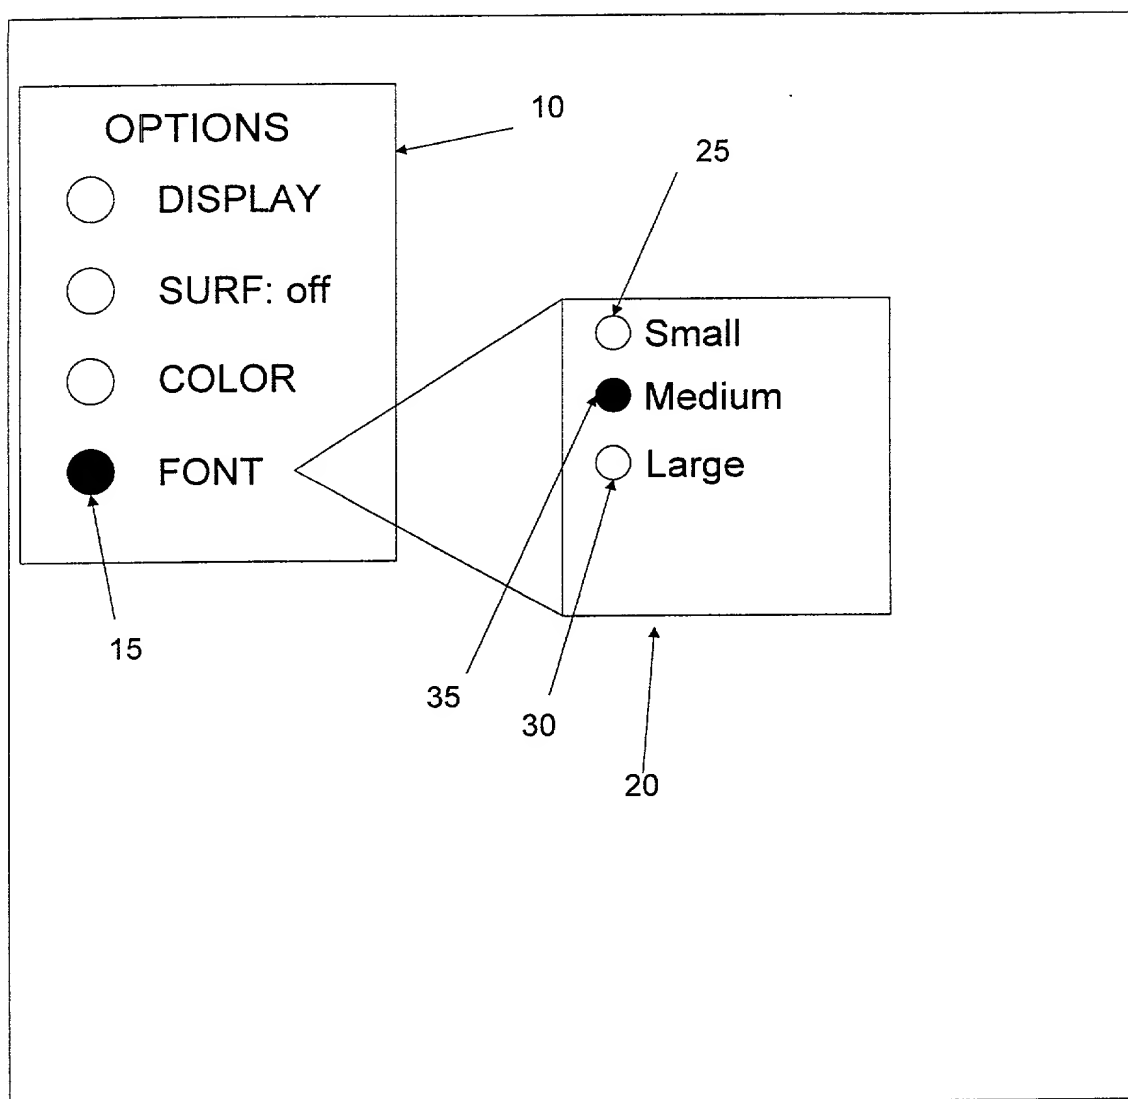 OPTIONS
DISPLAY
SURF: off
COLOR
FONT
10
15
25
Small
Medium
Large
35
30
20